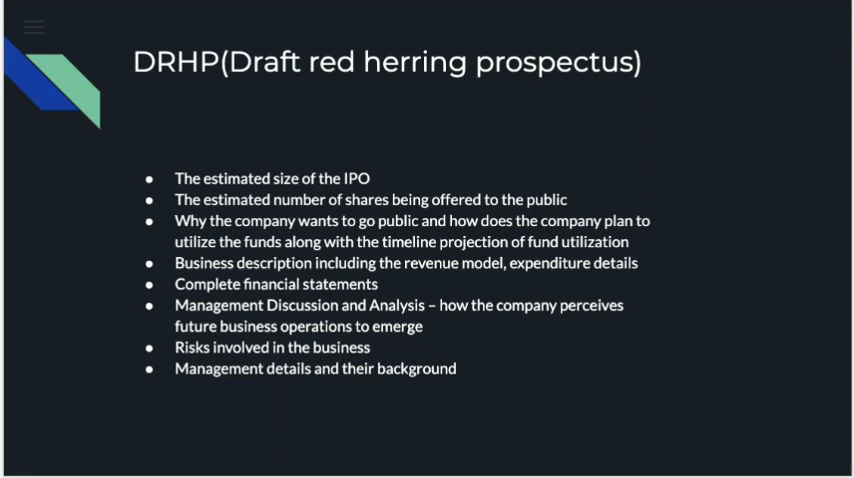 DRHP(Draft red herring prospectus)
● The estimated size of the IPO
● The estimated number of shares being offered to the public
● Why the company wants to go public and how does the company plan to
utilize the funds along with the timeline projection of fund utilization
● Business description including the revenue model, expenditure details
● Complete financial statements
● Management Discussion and Analysis – how the company perceives
future business operations to emerge
● Risks involved in the business
● Management details and their background